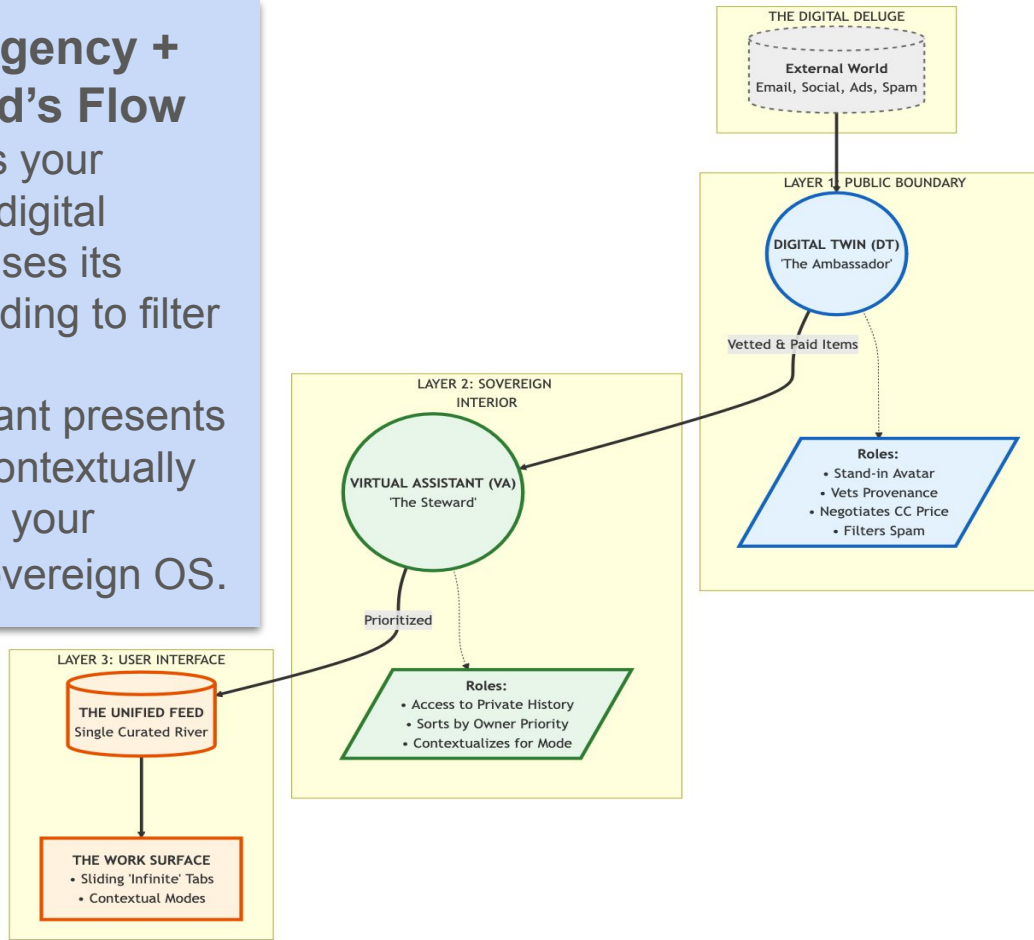 gency +
d's Flow
s your
digital
ses its
ding to filter
ant presents
ontextually
your
vereign OS.
THE DIGITAL DELUGE
External World
Email, Social, Ads, Spam
LAYER 1: PUBLIC BOUNDARY
DIGITAL TWIN (DT)
'The Ambassador'
Vetted & Paid Items
Roles:
• Stand-in Avatar
• Vets Provenance
• Negotiates CC Price
• Filters Spam
LAYER 2: SOVEREIGN
INTERIOR
VIRTUAL ASSISTANT (VA)
'The Steward'
Prioritized
Roles:
• Access to Private History
• Sorts by Owner Priority
• Contextualizes for Mode
LAYER 3: USER INTERFACE
THE UNIFIED FEED
Single Curated River
THE WORK SURFACE
• Sliding 'Infinite' Tabs
• Contextual Modes